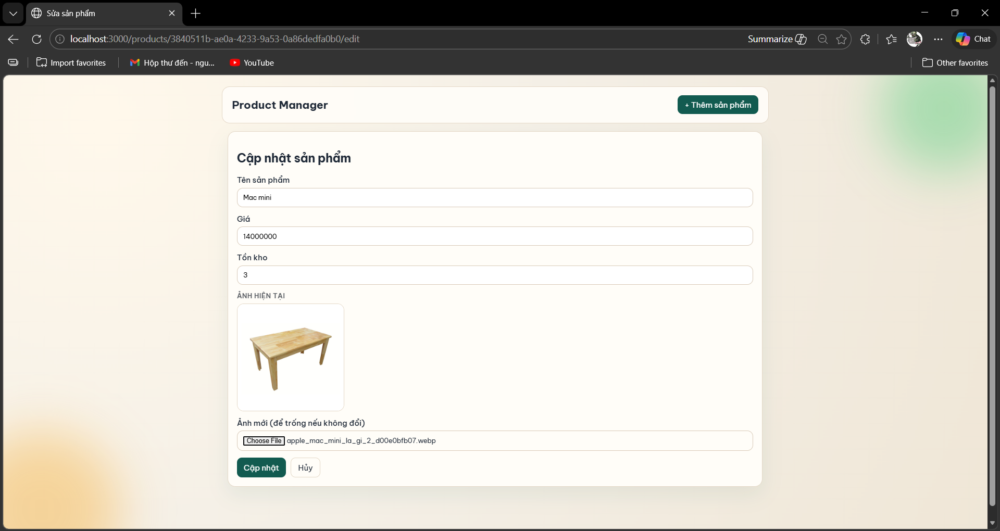 Sửa sản phẩm
localhost:3000/products/3840511b-ae0a-4233-9a53-0a86dedfa0b0/edit
Summarize
Chat
Import favorites
Hộp thư đến - ngu...
YouTube
Other favorites
Product Manager
+ Thêm sản phẩm
Cập nhật sản phẩm
Tên sản phẩm
Mac mini
Giá
14000000
Tồn kho
3
ẢNH HIỆN TẠI
Ảnh mới (để trống nếu không đổi)
Choose File apple_mac_mini_la_gi_2_d00e0bfb07.webp
Cập nhật
Hủy